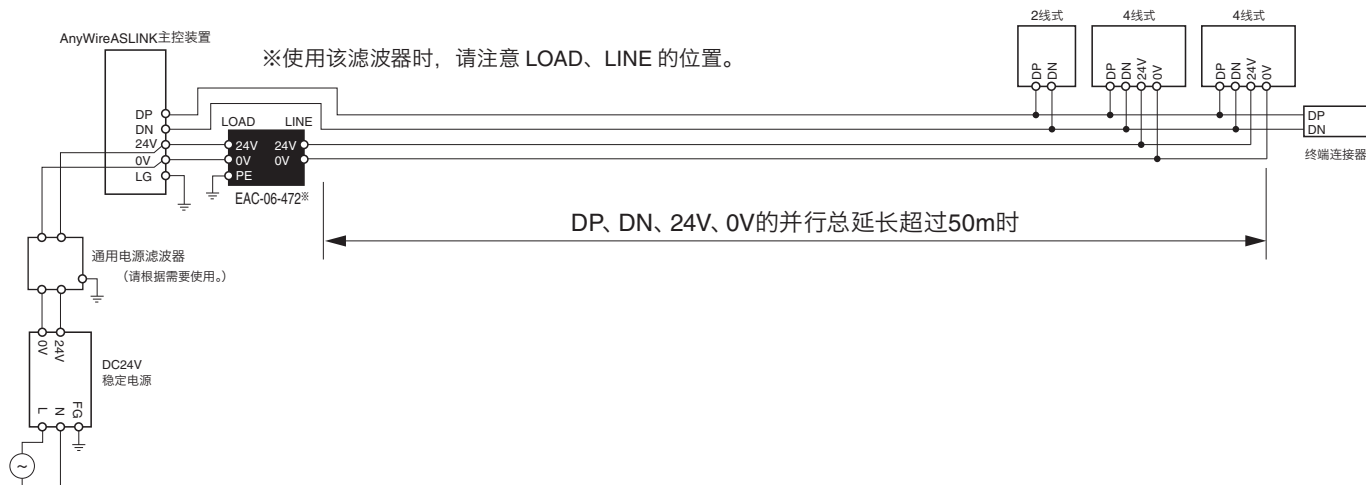 2线式
4线式
4线式
AnyWireASLINK主控装置
※使用该滤波器时，请注意 LOAD、LINE 的位置。
DP
DN
DP
DN
24V
0V
DP
DN
24V
0V
DP
DN
24V
0V
LG
LOAD LINE
24V 24V
0V 0V
PE
EAC-06-472※
DP
DN
终端连接器
DP、DN、24V、0V的并行总延长超过50m时
通用电源滤波器
（请根据需要使用。）
0V
24V
DC24V
稳定电源
L
N
FG
~